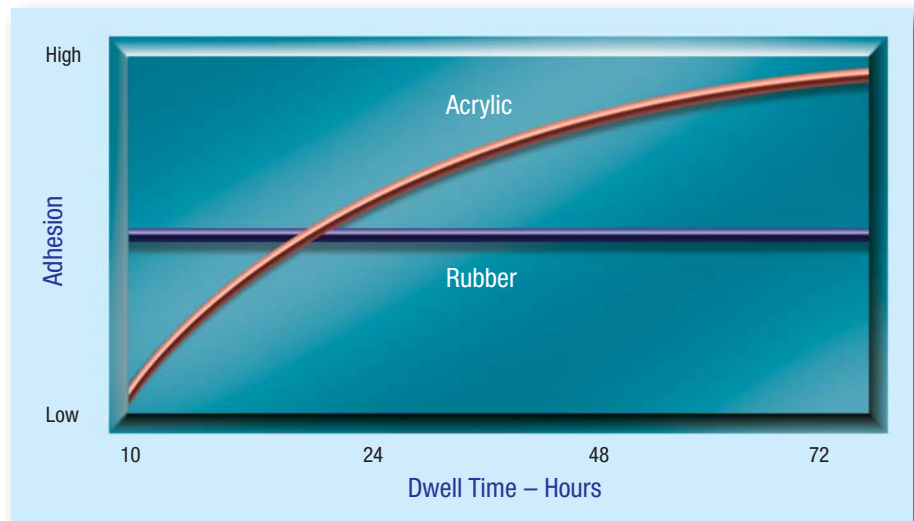 High
Acrylic
Adhesion
Rubber
Low
10 24 48 72
Dwell Time – Hours